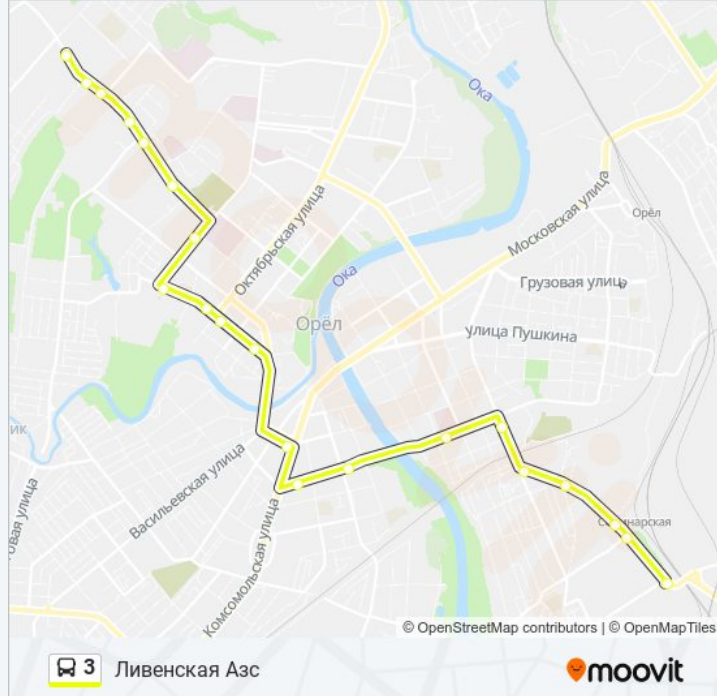 Ока
Орёл
Московская улица
Октябрьская улица
Ока
Грузовая улица
Орёл
улица Пушкина
ик
Васильевская улица
Комсомольская улица
© OpenStreetMap contributors | © OpenMapTiles
3 Ливенская Азс
moovit